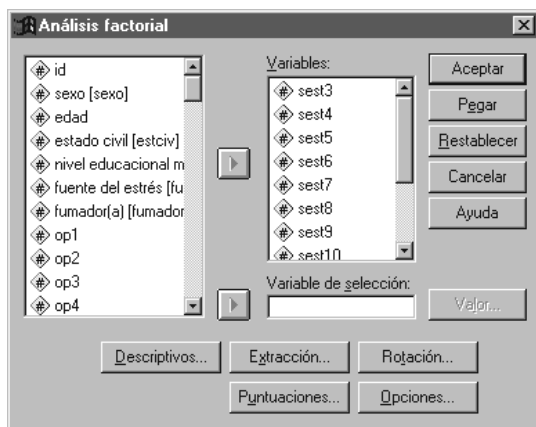 Análisis factorial
id
sexo [sexo]
edad
estado civil [estciv]
nivel educacional m
fuente del estrés [fu
fumador(a) [fumador
op1
op2
op3
op4
Variables:
sest3
sest4
sest5
sest6
sest7
sest8
sest9
sest10
Variable de selección:
Aceptar
Pegar
Restablecer
Cancelar
Ayuda
Valor...
Descriptivos...
Extracción...
Rotación...
Puntuaciones...
Opciones...